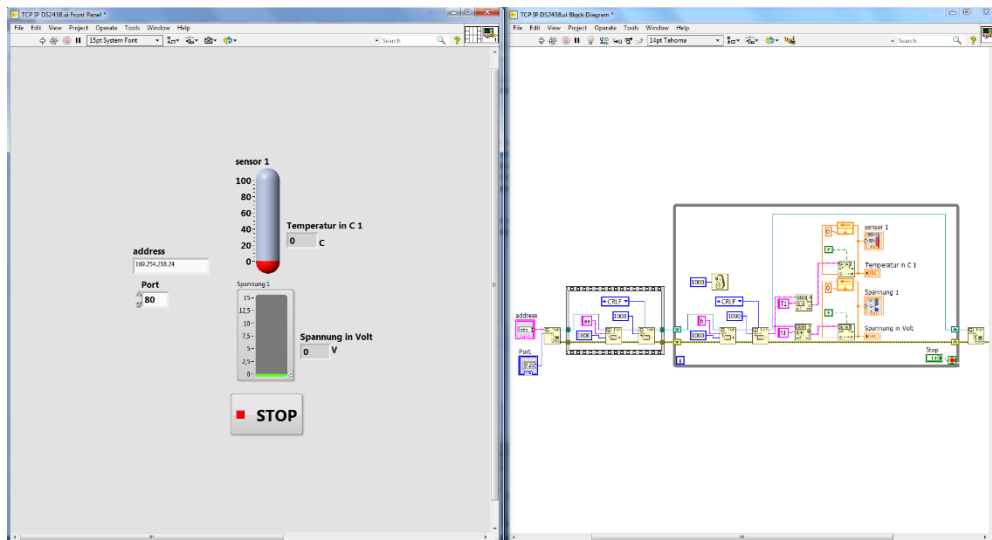 TCP IP DS2438.vi Front Panel *
File Edit View Project Operate Tools Window Help
15pt System Font
Search
sensor 1
100
80
60
40
20
0
Temperatur in C 1
0 C
address
169.254.218.24
Port
80
Spannung 1
15
12,5
10
7,5
5
2,5
0
Spannung in Volt
0 V
STOP
TCP IP DS2438.vi Block Diagram *
File Edit View Project Operate Tools Window Help
14pt Tahoma
Search
sensor 1
Temperatur in C 1
Spannung 1
Spannung in Volt
1000
CRLF
1000
1000
CRLF
1000
1000
address
Port
Stop